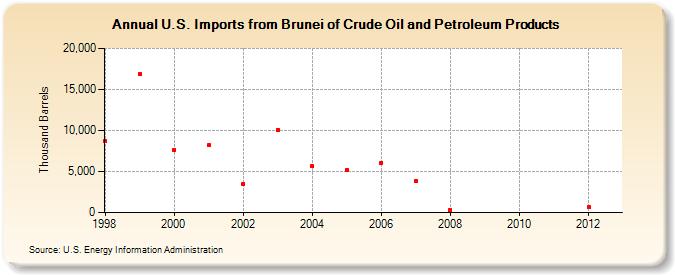 Annual U.S. Imports from Brunei of Crude Oil and Petroleum Products
Thousand Barrels
20,000
15,000
10,000
5,000
0
1998 2000 2002 2004 2006 2008 2010 2012
Source: U.S. Energy Information Administration